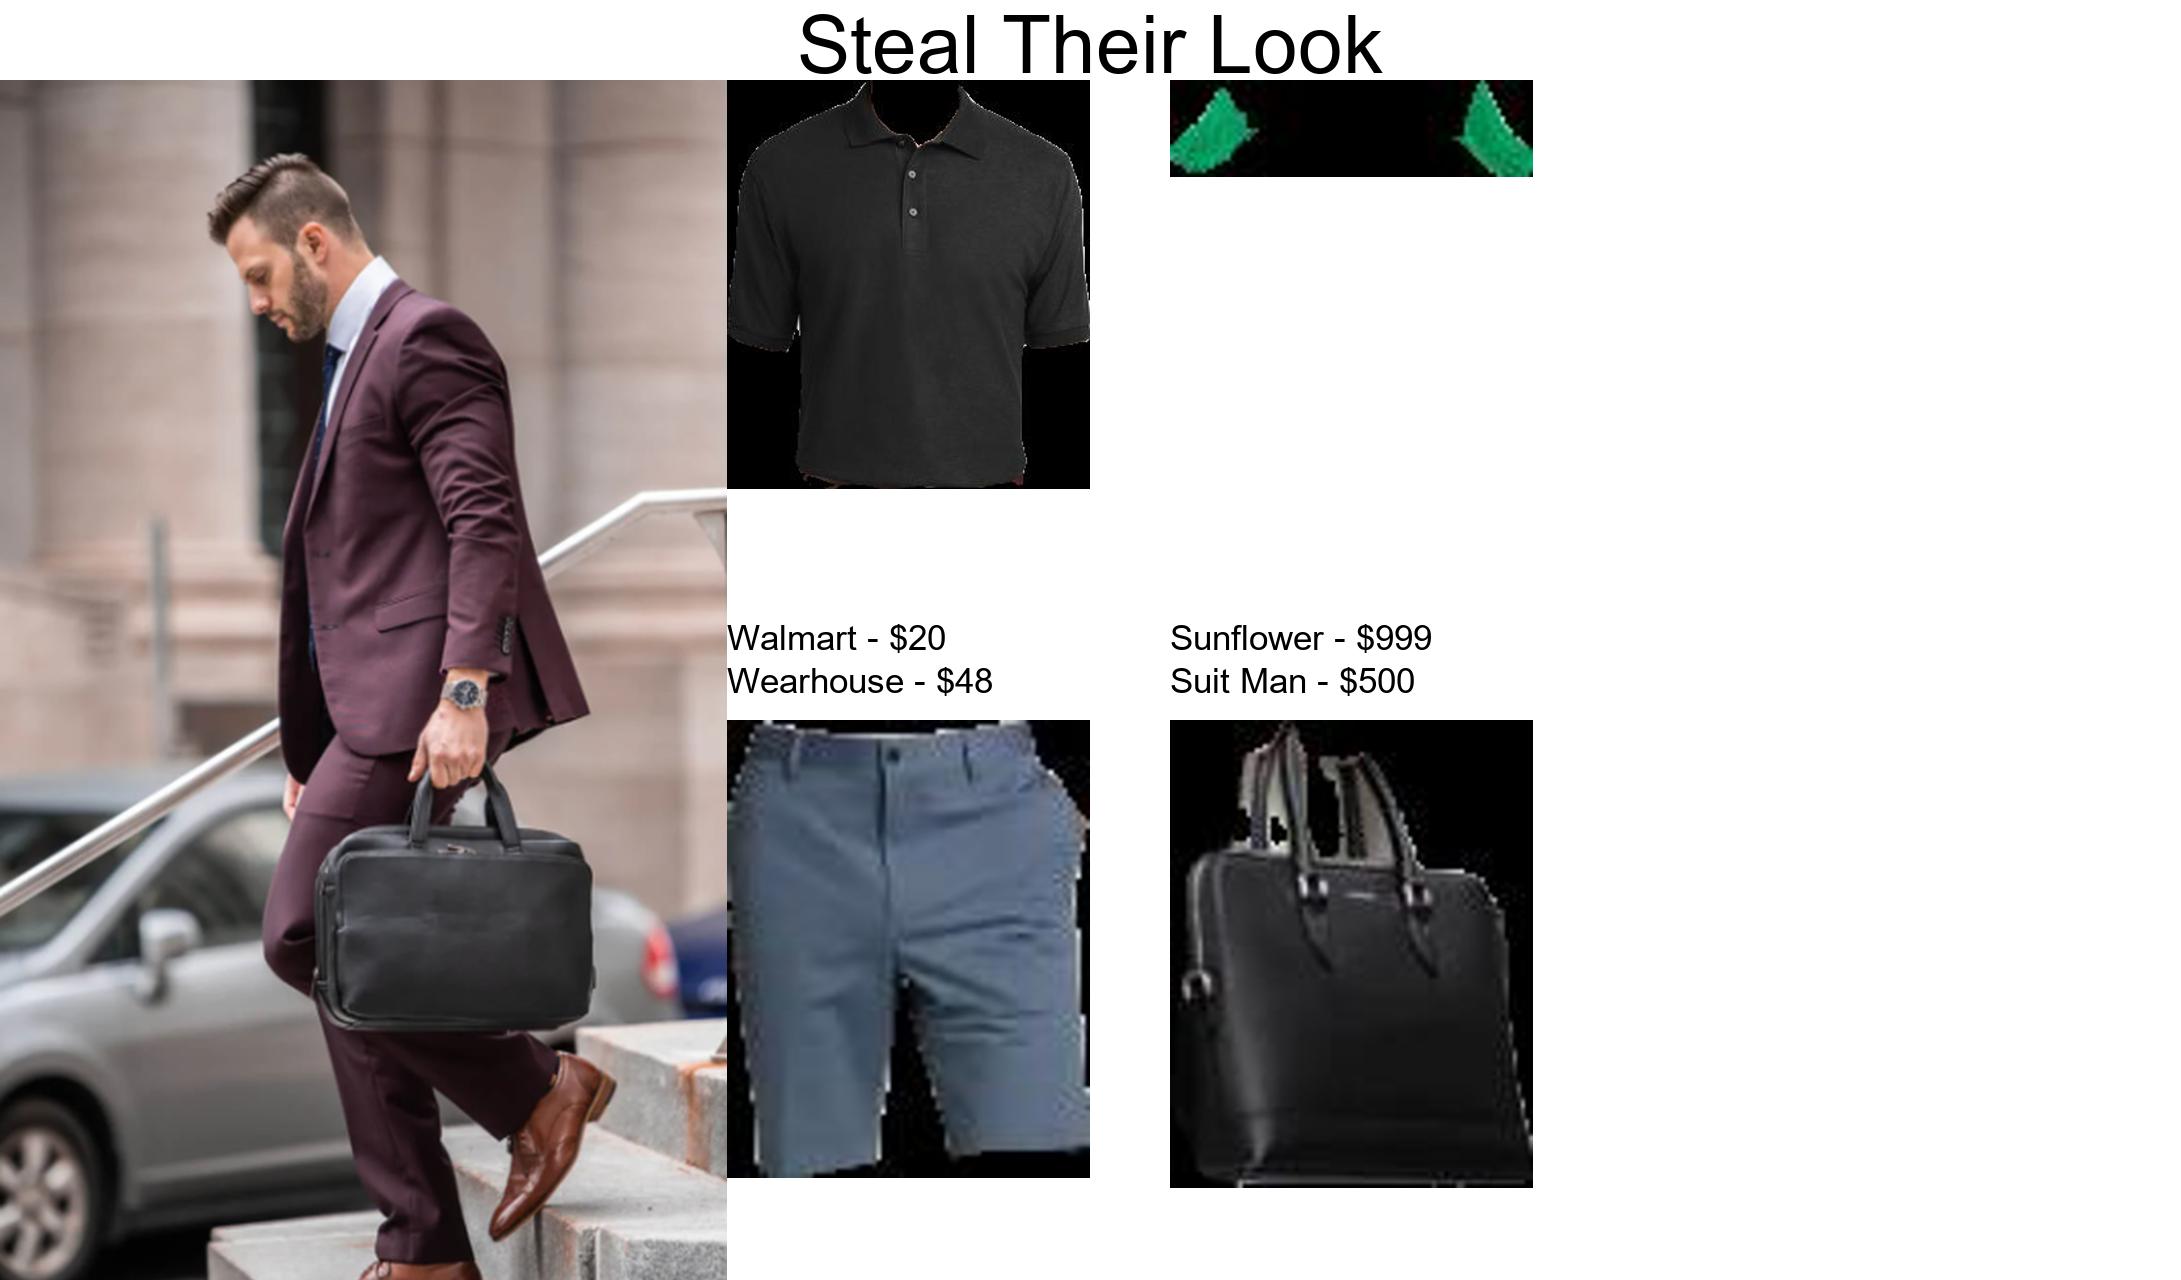 Steal Their Look
Walmart - $20
Wearhouse - $48
Sunflower - $999
Suit Man - $500